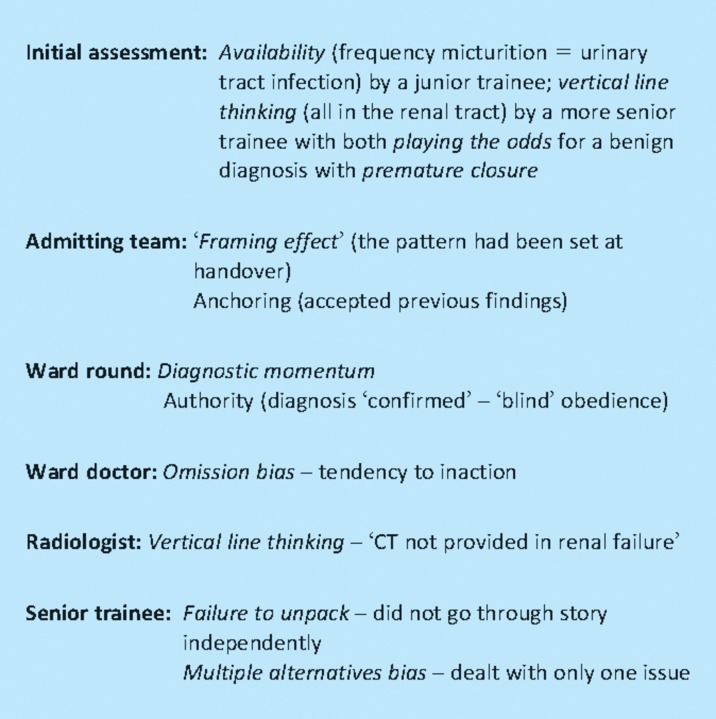 Initial assessment: Availability (frequency micturition = urinary
tract infection) by a junior trainee; vertical line
thinking (all in the renal tract) by a more senior
trainee with both playing the odds for a benign
diagnosis with premature closure
Admitting team: ‘Framing effect’ (the pattern had been set at
handover)
Anchoring (accepted previous findings)
Ward round: Diagnostic momentum
Authority (diagnosis ‘confirmed’ – ‘blind’ obedience)
Ward doctor: Omission bias – tendency to inaction
Radiologist: Vertical line thinking – ‘CT not provided in renal failure’
Senior trainee: Failure to unpack – did not go through story
independently
Multiple alternatives bias – dealt with only one issue